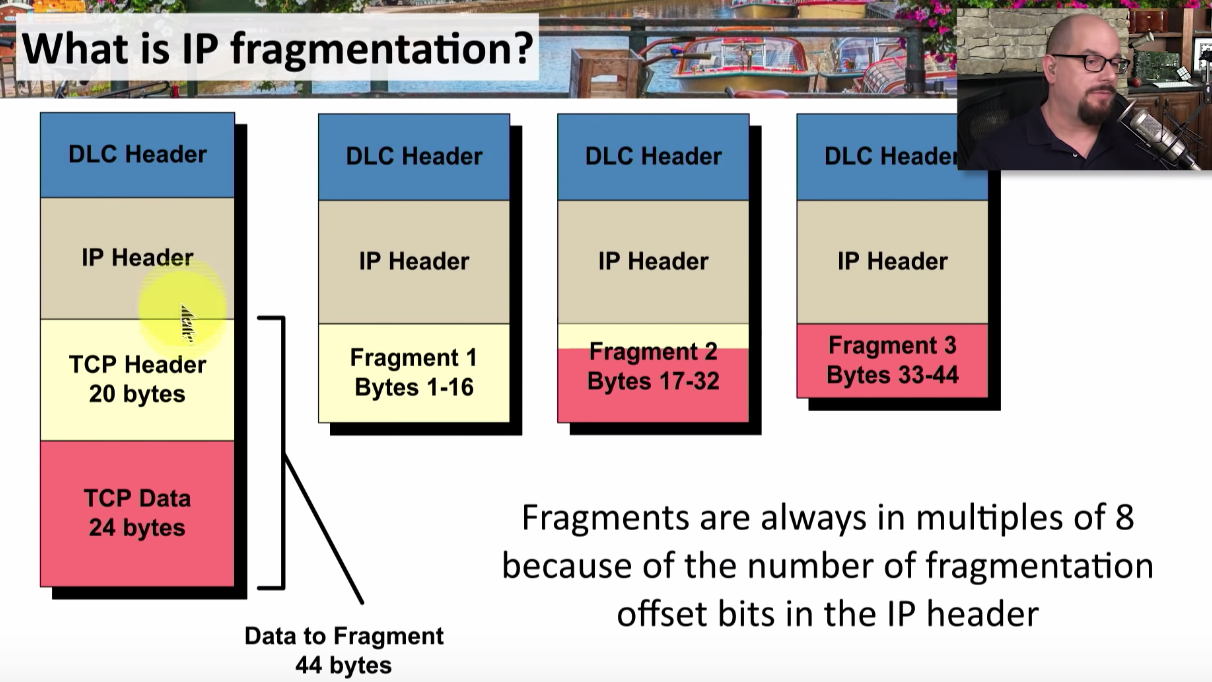 What is IP fragmentation?
DLC Header
IP Header
TCP Header
20 bytes
TCP Data
24 bytes
Data to Fragment
44 bytes
DLC Header
IP Header
Fragment 1
Bytes 1-16
DLC Header
IP Header
Fragment 2
Bytes 17-32
DLC Header
IP Header
Fragment 3
Bytes 33-44
Fragments are always in multiples of 8
because of the number of fragmentation
offset bits in the IP header